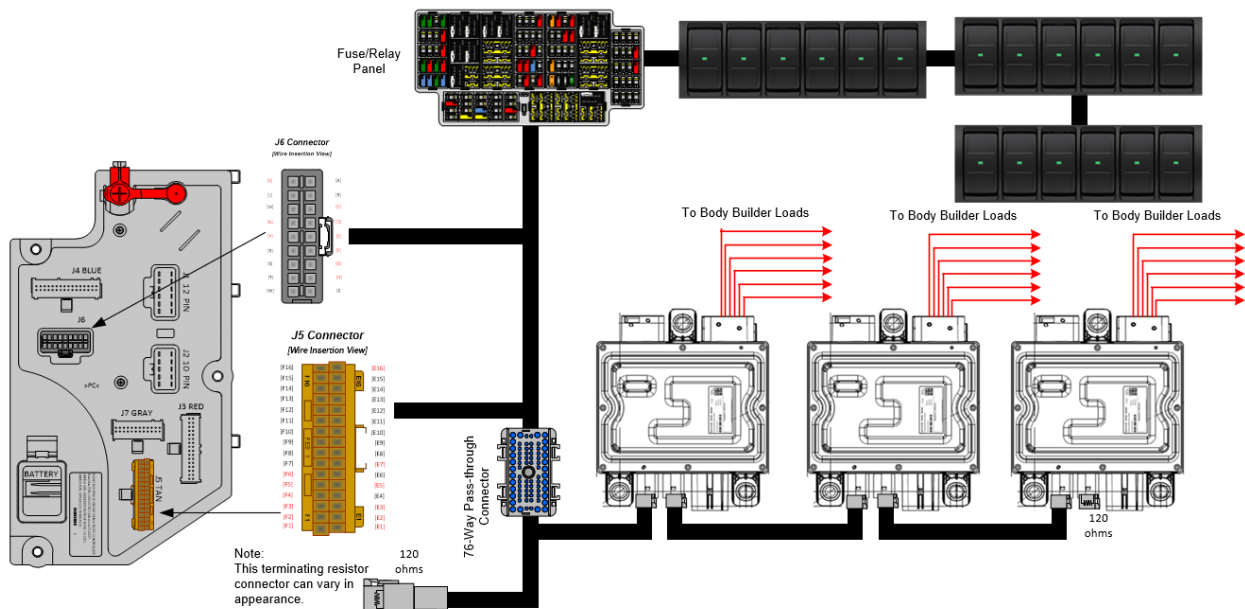 Fuse/Relay
Panel
J6 Connector
[Wire Insertion View]
To Body Builder Loads
To Body Builder Loads
To Body Builder Loads
J4 BLUE
J6
J1 12 PIN
J2 10 PIN
>PC<
J7 GRAY
J3 RED
J5 TAN
BATTERY
J5 Connector
[Wire Insertion View]
[F16]
[F15]
[F14]
[F13]
[F12]
[F11]
[F10]
[F9]
[F8]
[F7]
[F6]
[F5]
[F4]
[F3]
[F2]
[F1]
F16
E16
F1
[E16]
[E15]
[E14]
[E13]
[E12]
[E11]
[E10]
[E9]
[E8]
[E7]
[E6]
[E5]
[E4]
[E3]
[E2]
[E1]
76-Way Pass-through
Connector
120
ohms
Note:
This terminating resistor
connector can vary in
appearance.
120
ohms